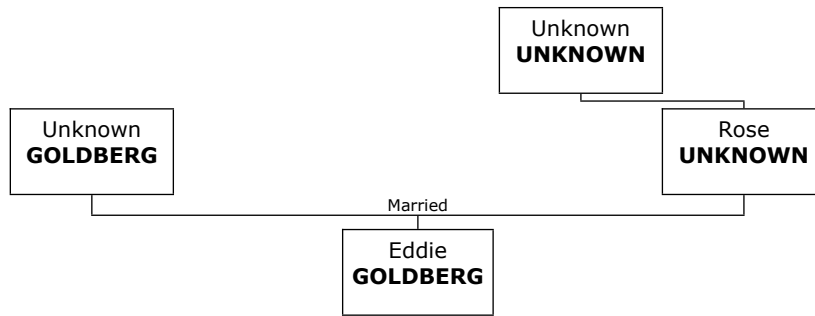 Unknown
UNKNOWN
Unknown
GOLDBERG
Rose
UNKNOWN
Married
Eddie
GOLDBERG